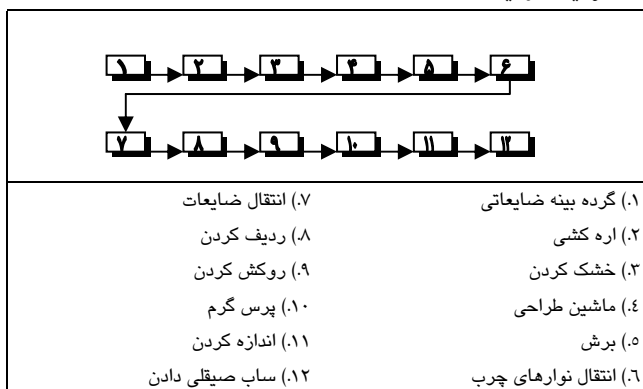 ۱ ۲ ۳ ۴ ۵ ۶
۷ ۸ ۹ ۱۰ ۱۱ ۱۲
۱.) گرده بینه ضایعاتی
۲.) اره کشی
۳.) خشک کردن
۴.) ماشین طراحی
۵.) برش
۶.) انتقال نوارهای چرب
۷.) انتقال ضایعات
۸.) ردیف کردن
۹.) روکش کردن
۱۰.) پرس گرم
۱۱.) اندازه کردن
۱۲.) ساب صیقلی دادن